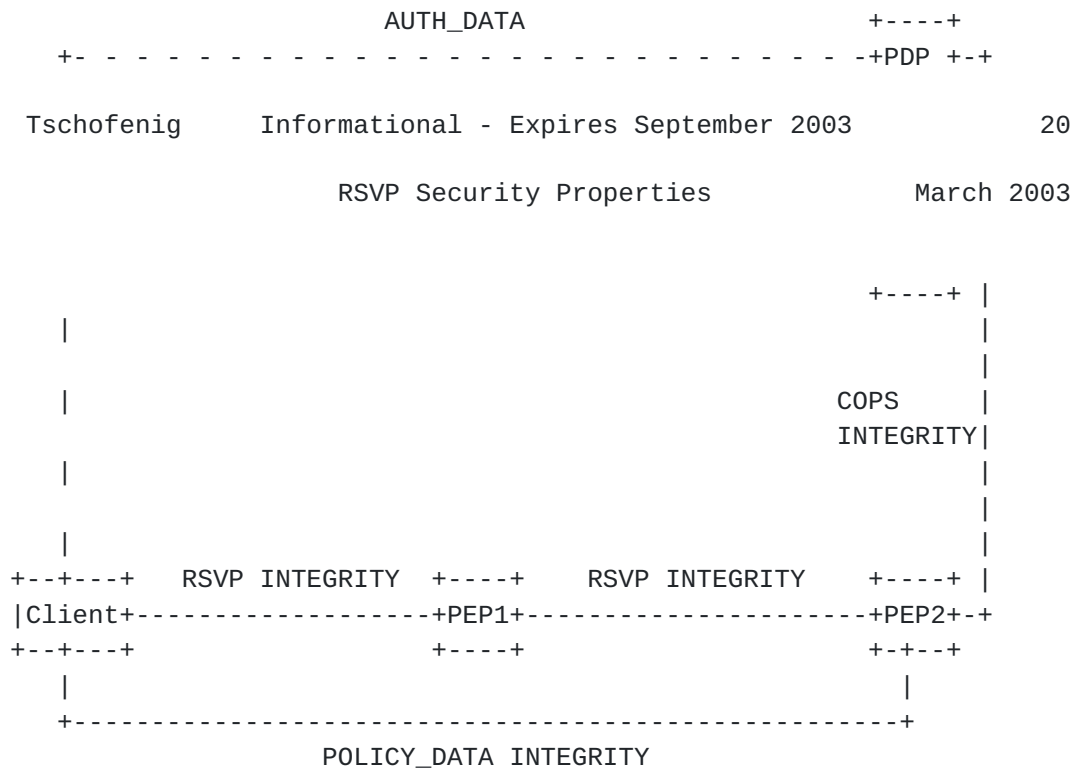 AUTH_DATA                      +----+
   +- - - - - - - - - - - - - - - - - - - - - - - - - -+PDP +-+
 Tschofenig     Informational - Expires September 2003            20
                     RSVP Security Properties             March 2003
                                                       +----+ |
   |                                                          |
                                                              |
   |                                                 COPS     |
                                                     INTEGRITY|
   |                                                          |
                                                              |
   |                                                          |
+--+---+   RSVP INTEGRITY  +----+    RSVP INTEGRITY    +----+ |
|Client+-------------------+PEP1+----------------------+PEP2+-+
+--+---+                   +----+                      +-+--+
   |                                                     |
   +-----------------------------------------------------+
                    POLICY_DATA INTEGRITY